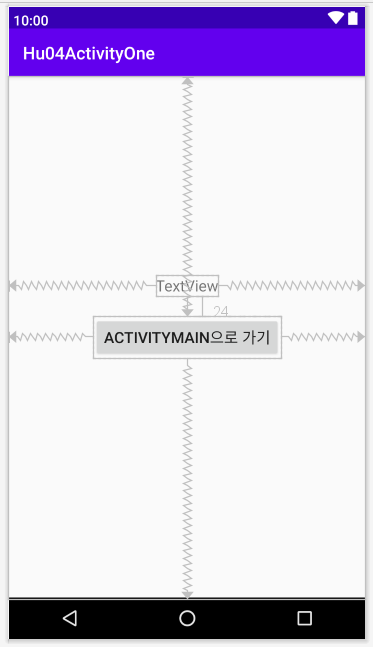 10:00
Hu04ActivityOne
TextView
24
ACTIVITYMAIN으로 가기